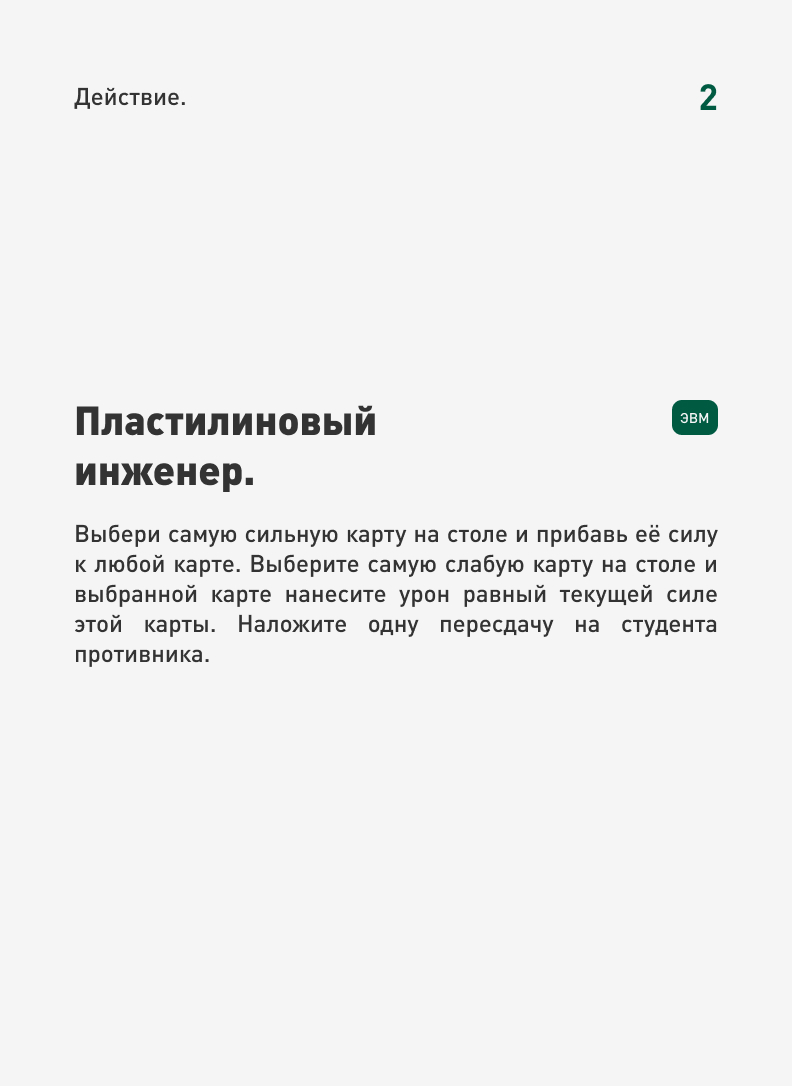 Действие.
2
Пластилиновый
ЭВМ
инженер.
Выбери самую сильную карту на столе и прибавь её силу
к любой карте. Выберите самую слабую карту на столе и
выбранной карте нанесите урон равный текущей силе
этой карты. Наложите одну пересдачу на студента
противника.